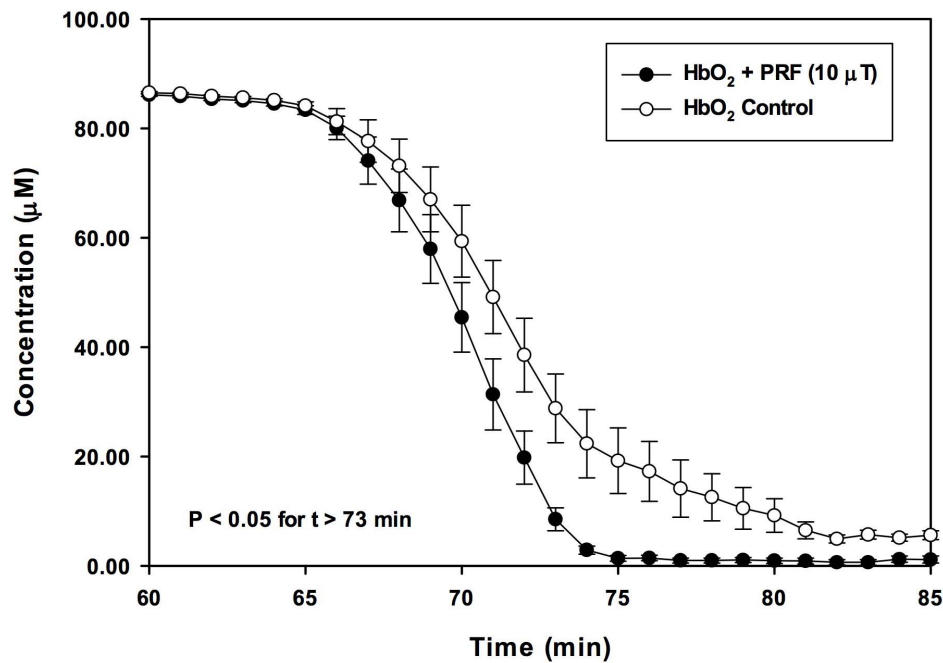 100.00
80.00
60.00
40.00
20.00
0.00
Concentration (μM)
HbO2 + PRF (10 μT)
HbO2 Control
P < 0.05 for t > 73 min
60 65 70 75 80 85
Time (min)